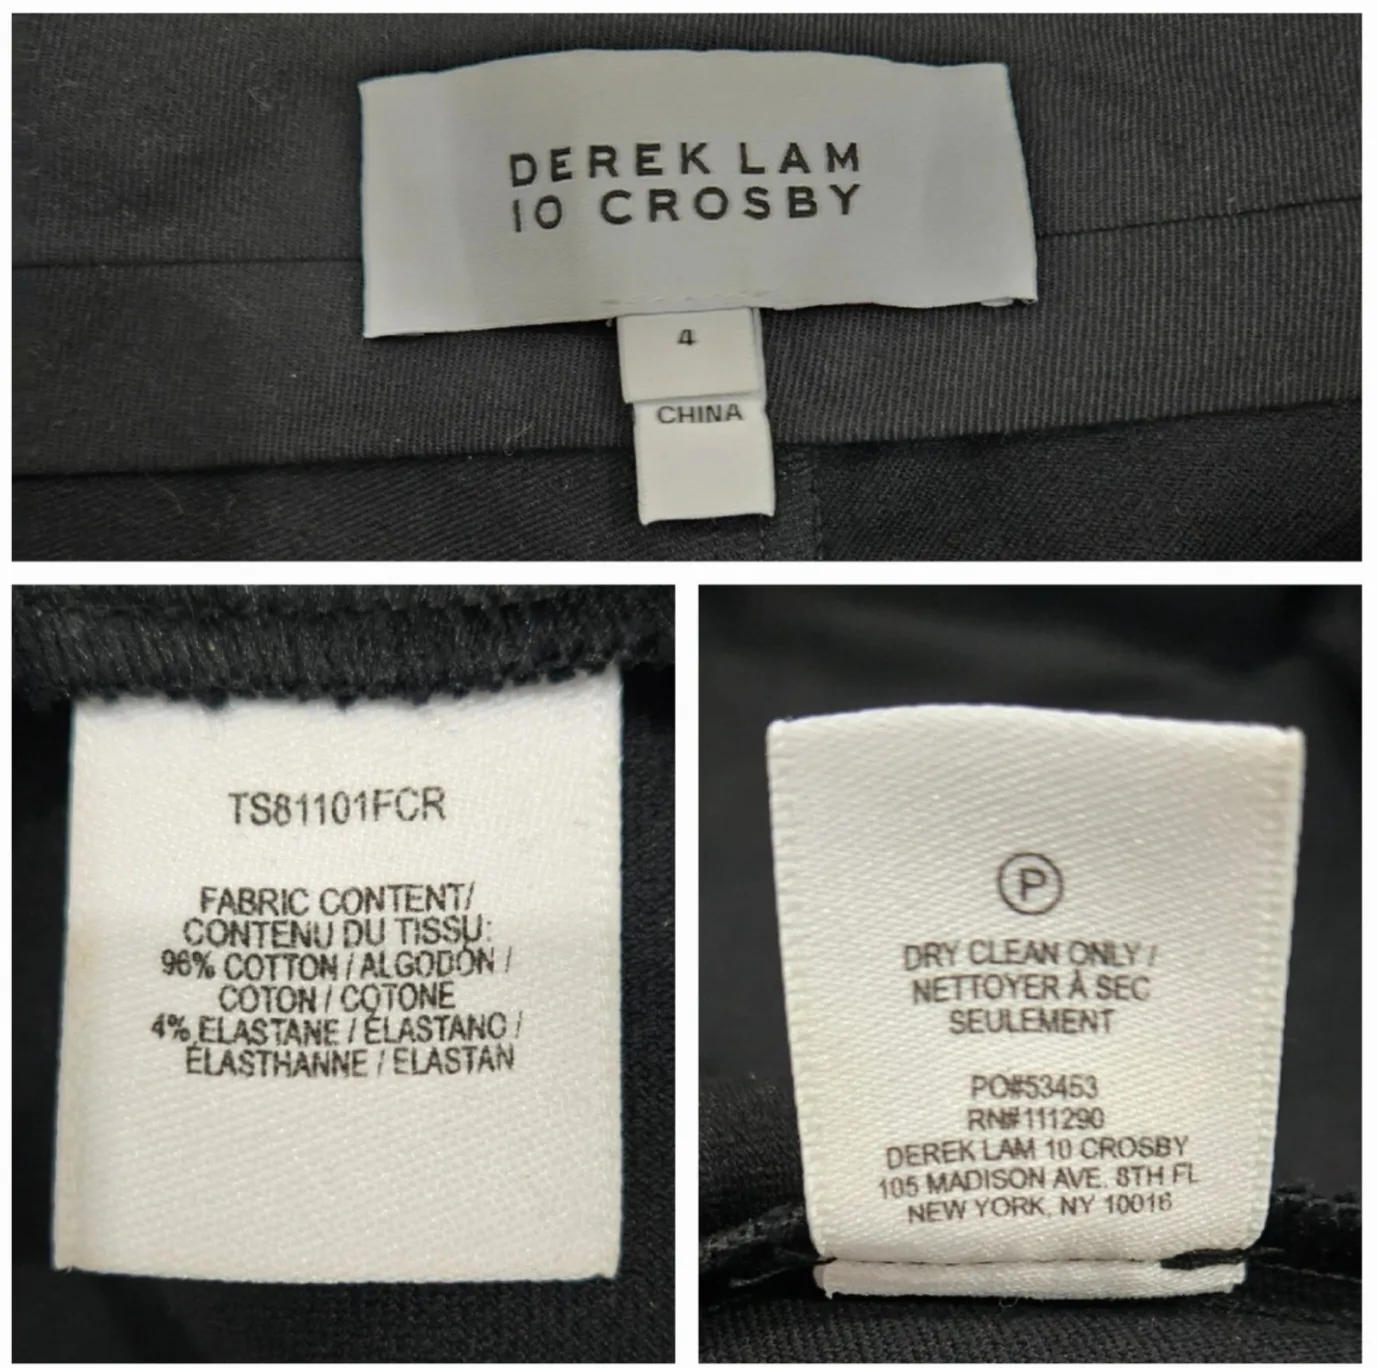 DEREK LAM
10 CROSBY
4
CHINA
TS81101FCR
FABRIC CONTENT/
CONTENU DU TISSU:
96% COTTON / ALGODÓN /
COTON / COTONE
4% ELASTANE / ELASTANO /
ÉLASTHANNE / ELASTAN
P
DRY CLEAN ONLY /
NETTOYER À SEC
SEULEMENT
PO#53453
RN#111290
DEREK LAM 10 CROSBY
105 MADISON AVE. 8TH FL
NEW YORK, NY 10016